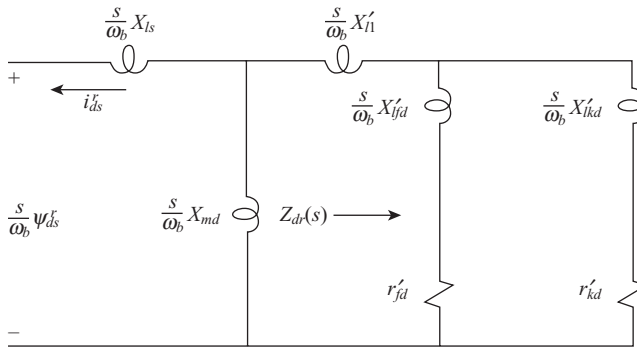 s/ω_b X_ls
s/ω_b X′_l1
+
i^r_ds
s/ω_b X′_lfd
s/ω_b X′_lkd
s/ω_b ψ^r_ds
s/ω_b X_md
Z_dr(s)
r′_fd
r′_kd
−